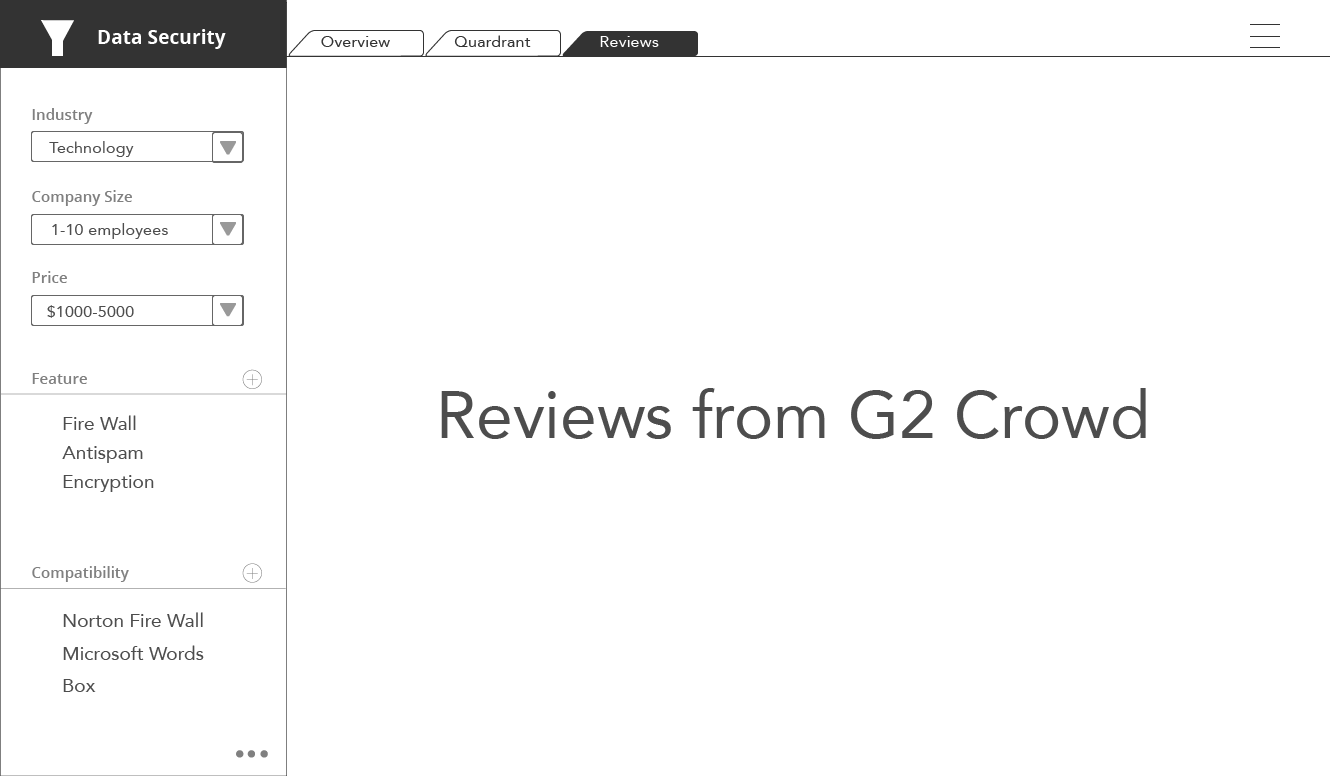 Data Security
Overview
Quardrant
Reviews
Industry
Technology
Company Size
1-10 employees
Price
$1000-5000
Feature
Fire Wall
Antispam
Encryption
Compatibility
Norton Fire Wall
Microsoft Words
Box
Reviews from G2 Crowd